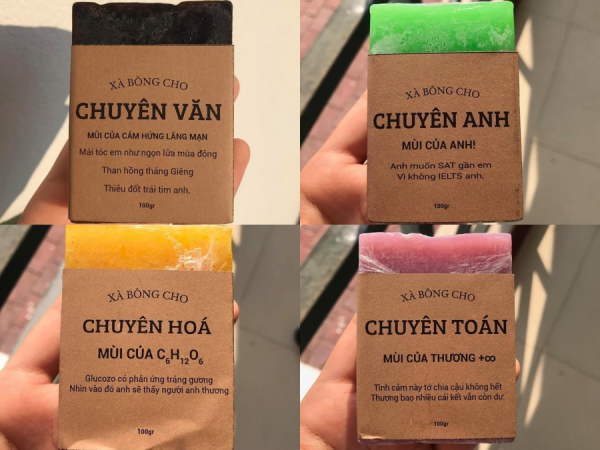 XÀ BÔNG CHO
CHUYÊN VĂN
MÙI CỦA CẢM HỨNG LÃNG MẠN
Mái tóc em như ngọn lửa mùa đông
Than hồng tháng Giêng
Thiêu đốt trái tim anh.
100gr
XÀ BÔNG CHO
CHUYÊN ANH
MÙI CỦA ANH!
Anh muốn SAT gần em
Vì không IELTS anh.
100gr
XÀ BÔNG CHO
CHUYÊN HOÁ
MÙI CỦA C₆H₁₂O₆
Glucozo có phản ứng tráng gương
Nhìn vào đó anh sẽ thấy người anh thương
100gr
XÀ BÔNG CHO
CHUYÊN TOÁN
MÙI CỦA THƯƠNG +∞
Tình cảm này tớ chia cậu không hết
Thương bao nhiêu cái kết vẫn còn dư
100gr